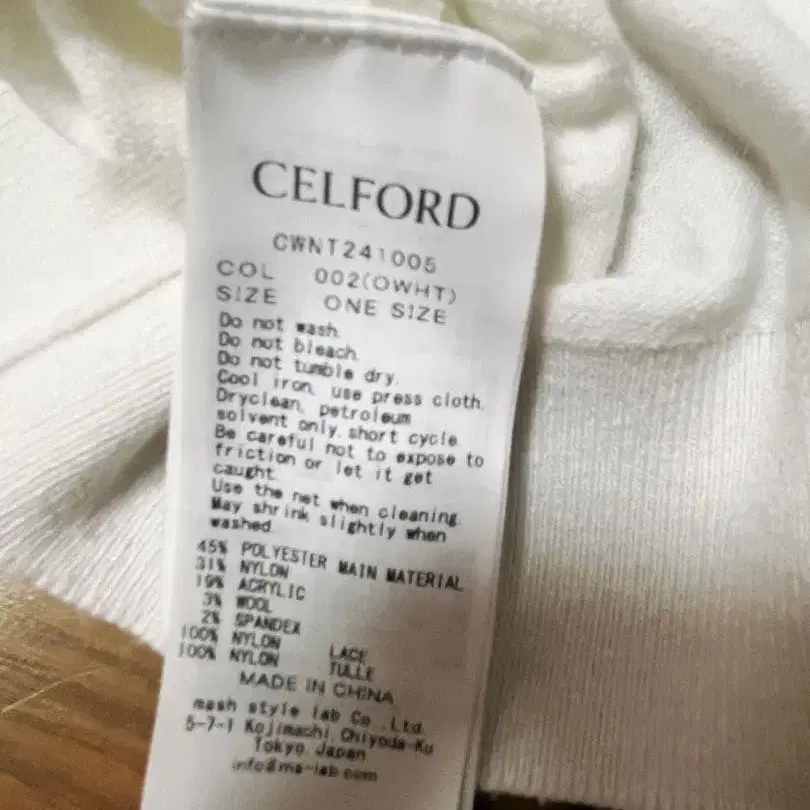 CELFORD
CWNT241005
COL 002(OWHT)
SIZE ONE SIZE
Do not wash.
Do not bleach.
Do not tumble dry.
Cool iron, use press cloth.
Dryclean, petroleum
solvent only.short cycle
Be careful not to expose to
friction or let it get
caught.
Use the net when cleaning.
May shrink slightly when
washed.
45% POLYESTER MAIN MATERIAL
31% NYLON
19% ACRYLIC
3% WOOL
2% SPANDEX
100% NYLON LACE
100% NYLON TULLE
MADE IN CHINA
mash style lab Co.,Ltd.
5-7-1 Kojimachi,Chiyoda-Ku
Tokyo,Japan
info@ms-lab.com